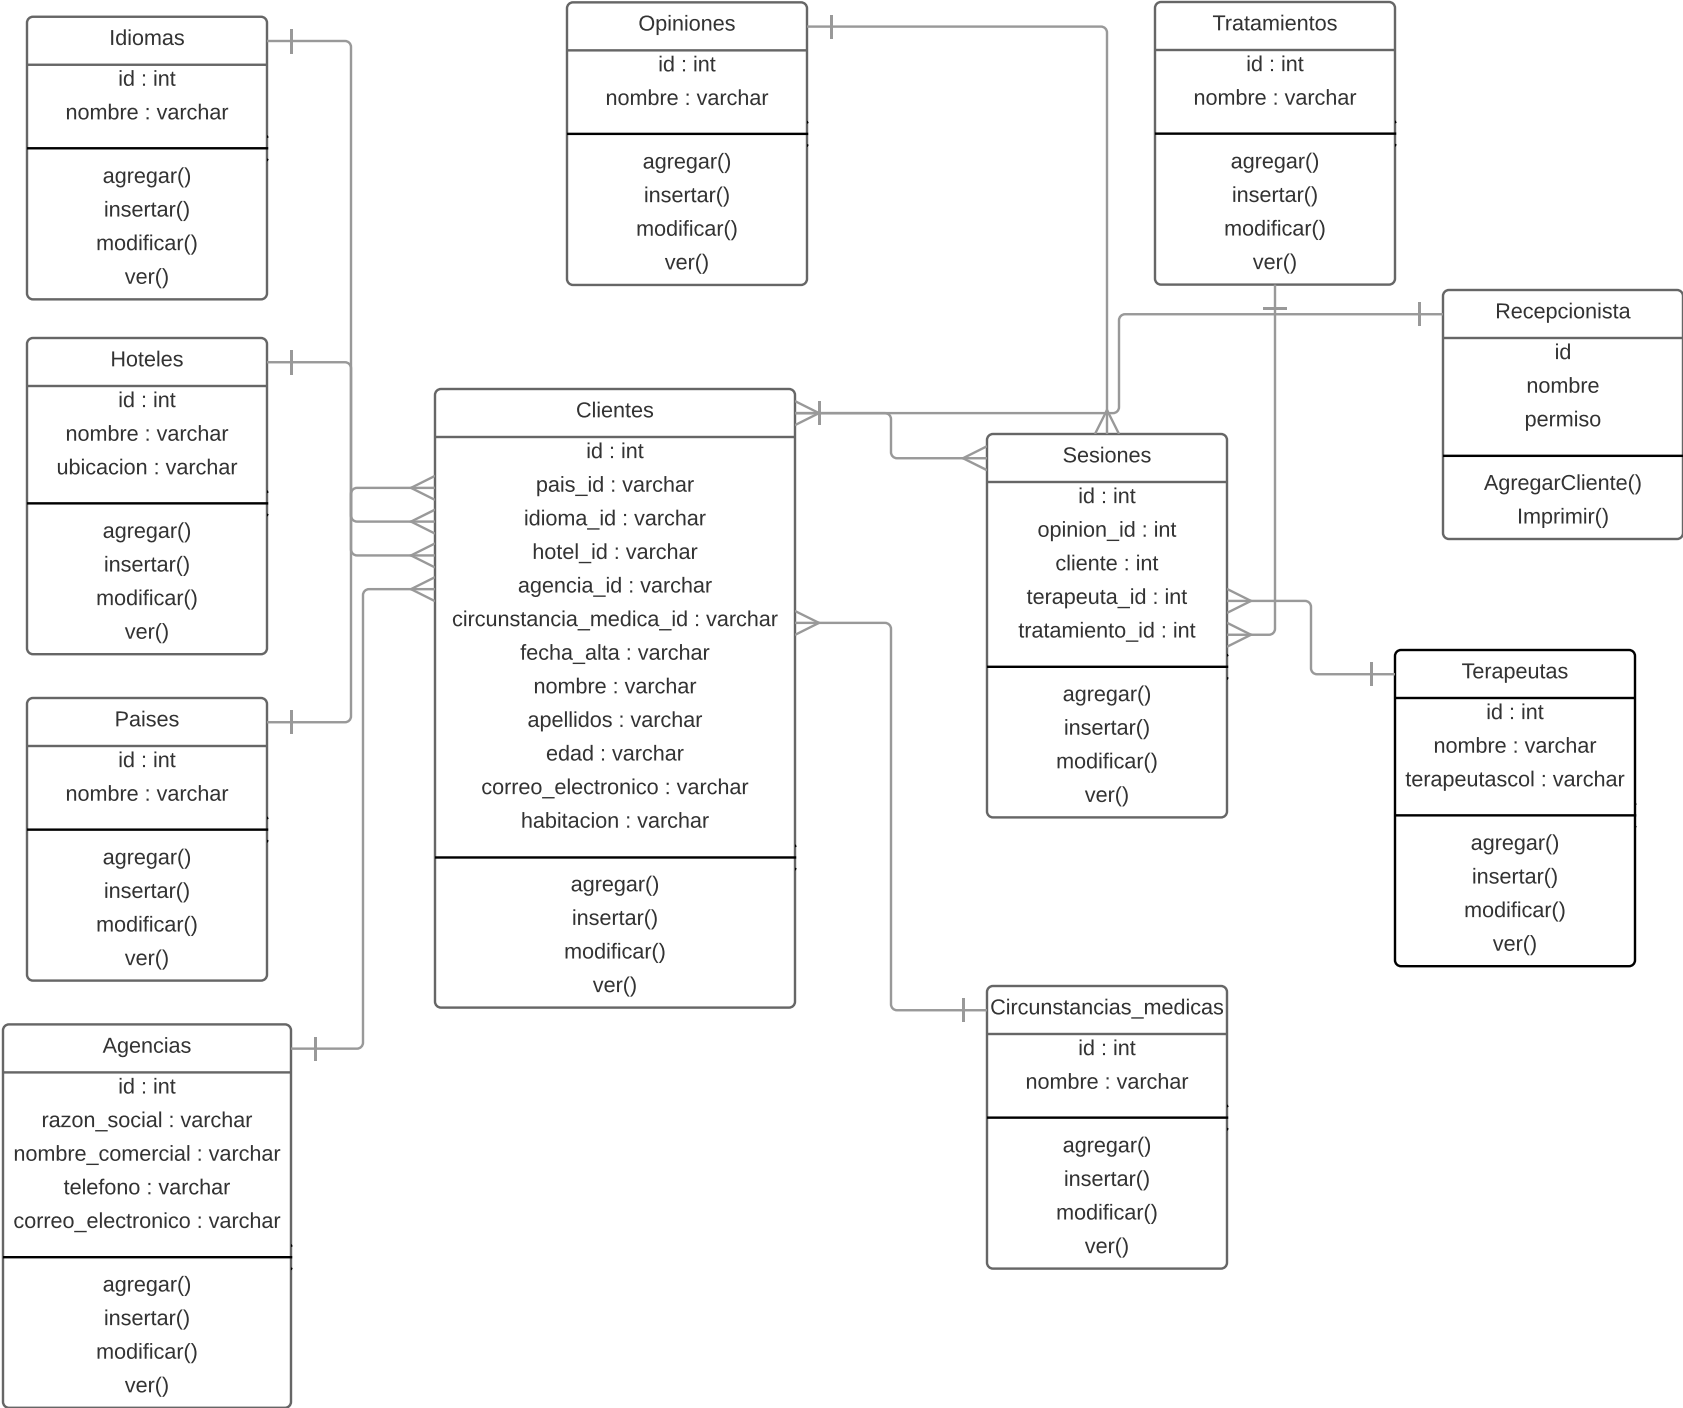 Idiomas
id : int
nombre : varchar
agregar()
insertar()
modificar()
ver()
Opiniones
id : int
nombre : varchar
agregar()
insertar()
modificar()
ver()
Tratamientos
id : int
nombre : varchar
agregar()
insertar()
modificar()
ver()
Recepcionista
id
nombre
permiso
AgregarCliente()
Imprimir()
Hoteles
id : int
nombre : varchar
ubicacion : varchar
agregar()
insertar()
modificar()
ver()
Clientes
id : int
pais_id : varchar
idioma_id : varchar
hotel_id : varchar
agencia_id : varchar
circunstancia_medica_id : varchar
fecha_alta : varchar
nombre : varchar
apellidos : varchar
edad : varchar
correo_electronico : varchar
habitacion : varchar
agregar()
insertar()
modificar()
ver()
Sesiones
id : int
opinion_id : int
cliente : int
terapeuta_id : int
tratamiento_id : int
agregar()
insertar()
modificar()
ver()
Terapeutas
id : int
nombre : varchar
terapeutascol : varchar
agregar()
insertar()
modificar()
ver()
Paises
id : int
nombre : varchar
agregar()
insertar()
modificar()
ver()
Circunstancias_medicas
id : int
nombre : varchar
agregar()
insertar()
modificar()
ver()
Agencias
id : int
razon_social : varchar
nombre_comercial : varchar
telefono : varchar
correo_electronico : varchar
agregar()
insertar()
modificar()
ver()